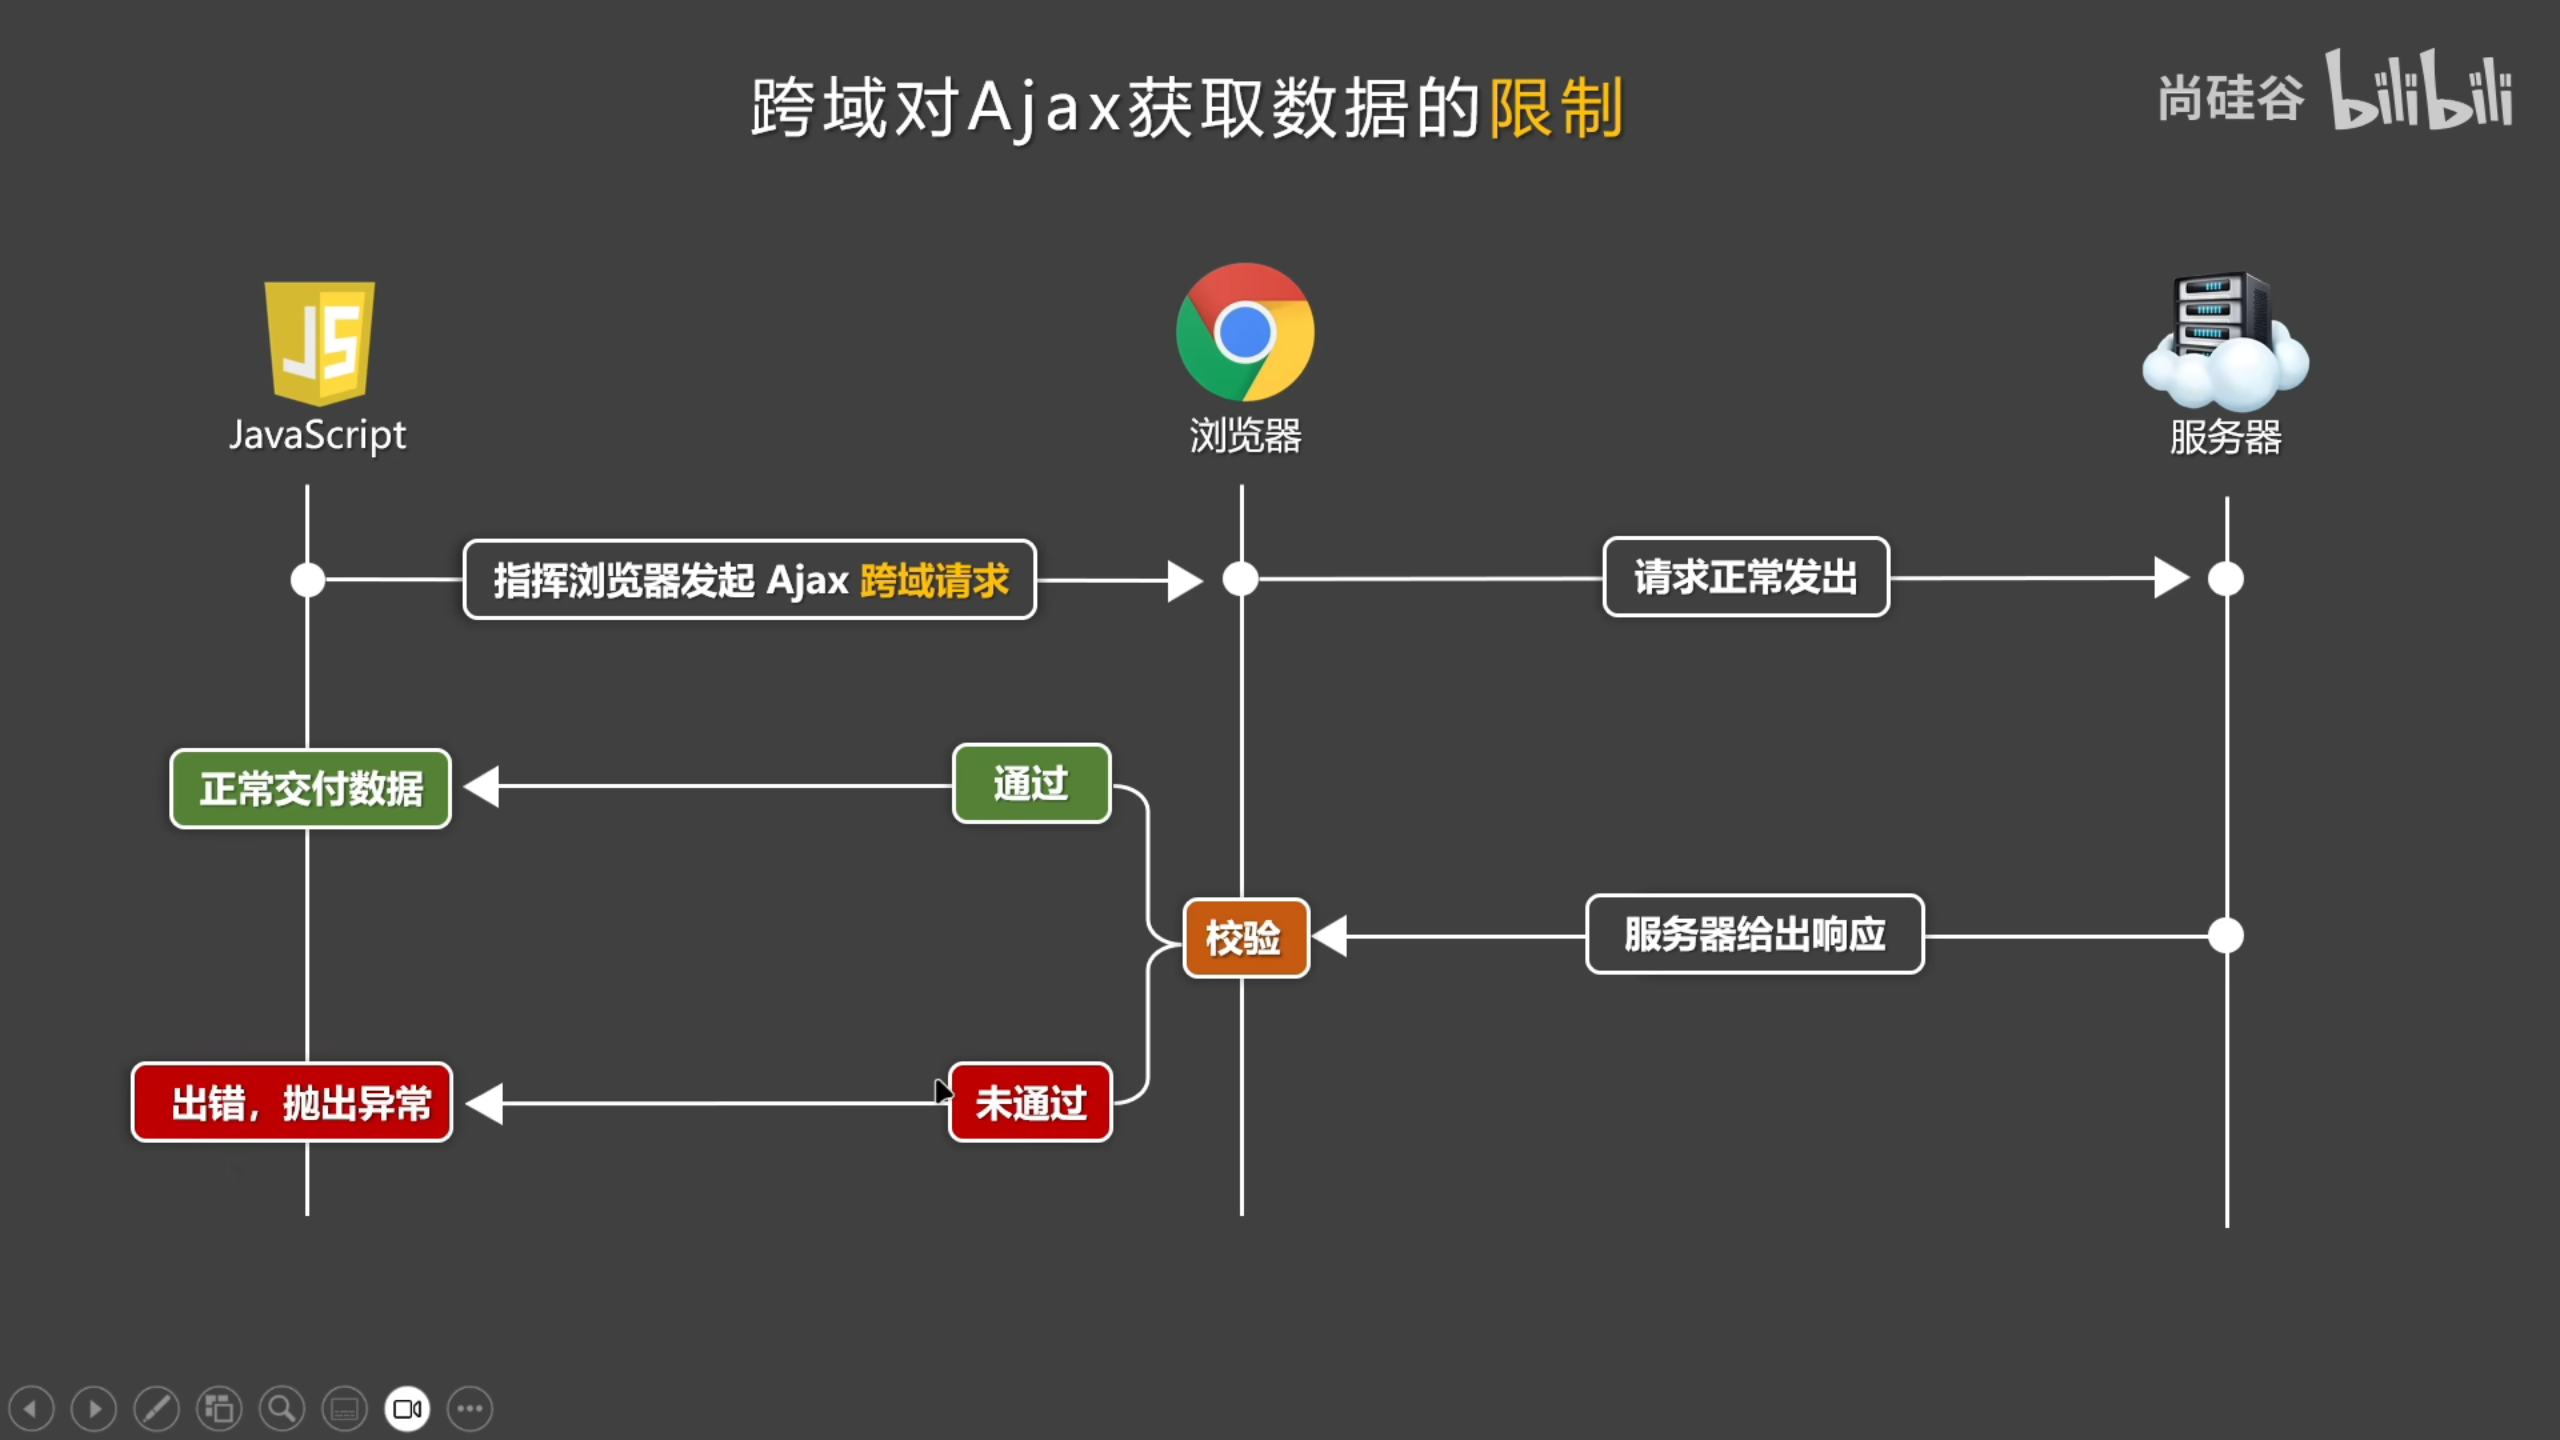 跨域对Ajax获取数据的限制
尚硅谷 bilibili
JS
JavaScript
浏览器
服务器
指挥浏览器发起 Ajax 跨域请求
请求正常发出
正常交付数据
通过
校验
服务器给出响应
出错，抛出异常
未通过